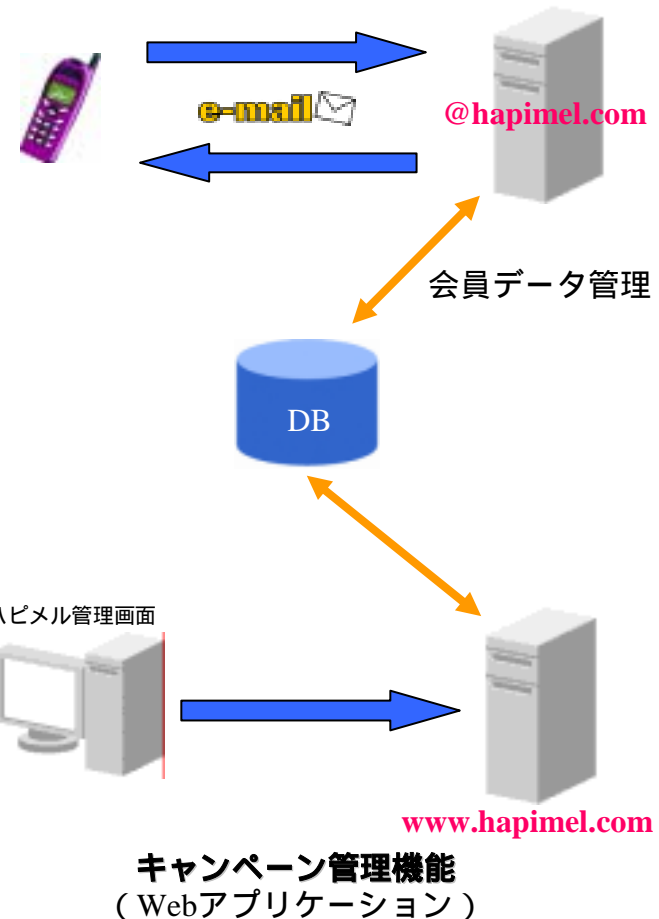 e-mail
@hapimel.com
会員データ管理
DB
ハピメル管理画面
www.hapimel.com
キャンペーン管理機能
（Webアプリケーション）